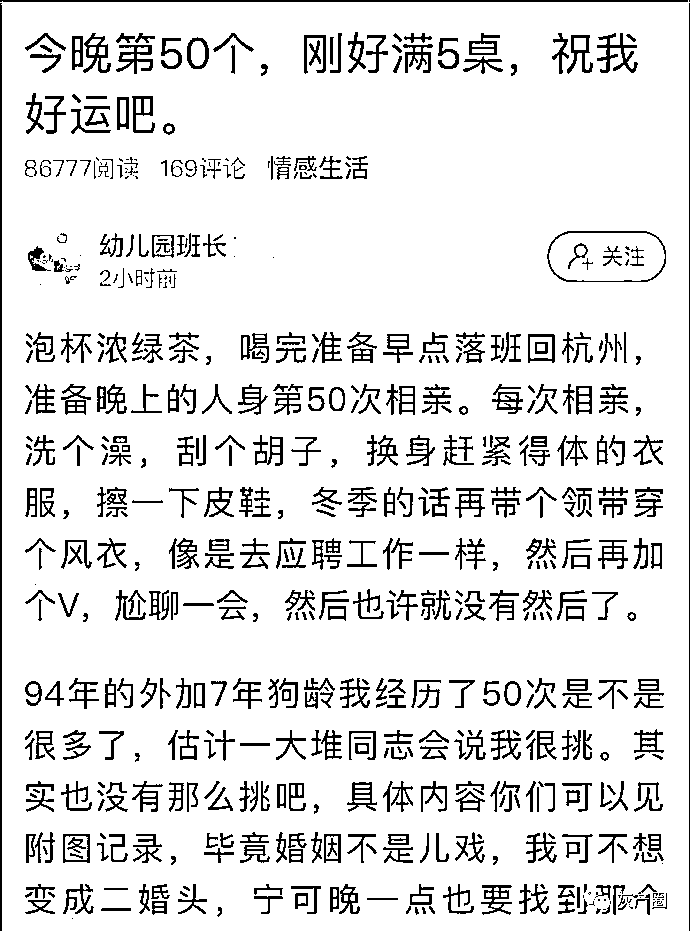 今晚第50个，刚好满5桌，祝我
好运吧。
86777阅读 169评论 情感生活
幼儿园班长
关注
2小时前
泡杯浓绿茶，喝完准备早点落班回杭州，
准备晚上的人身第50次相亲。每次相亲，
洗个澡，刮个胡子，换身赶紧得体的衣
服，擦一下皮鞋，冬季的话再带个领带穿
个风衣，像是去应聘工作一样，然后再加
个V，尬聊一会，然后也许就没有然后了。
94年的外加7年狗龄我经历了50次是不是
很多了，估计一大堆同志会说我很挑。其
实也没有那么挑吧，具体内容你们可以见
附图记录，毕竟婚姻不是儿戏，我可不想
变成二婚头，宁可晚一点也要找到那个
灰产圈